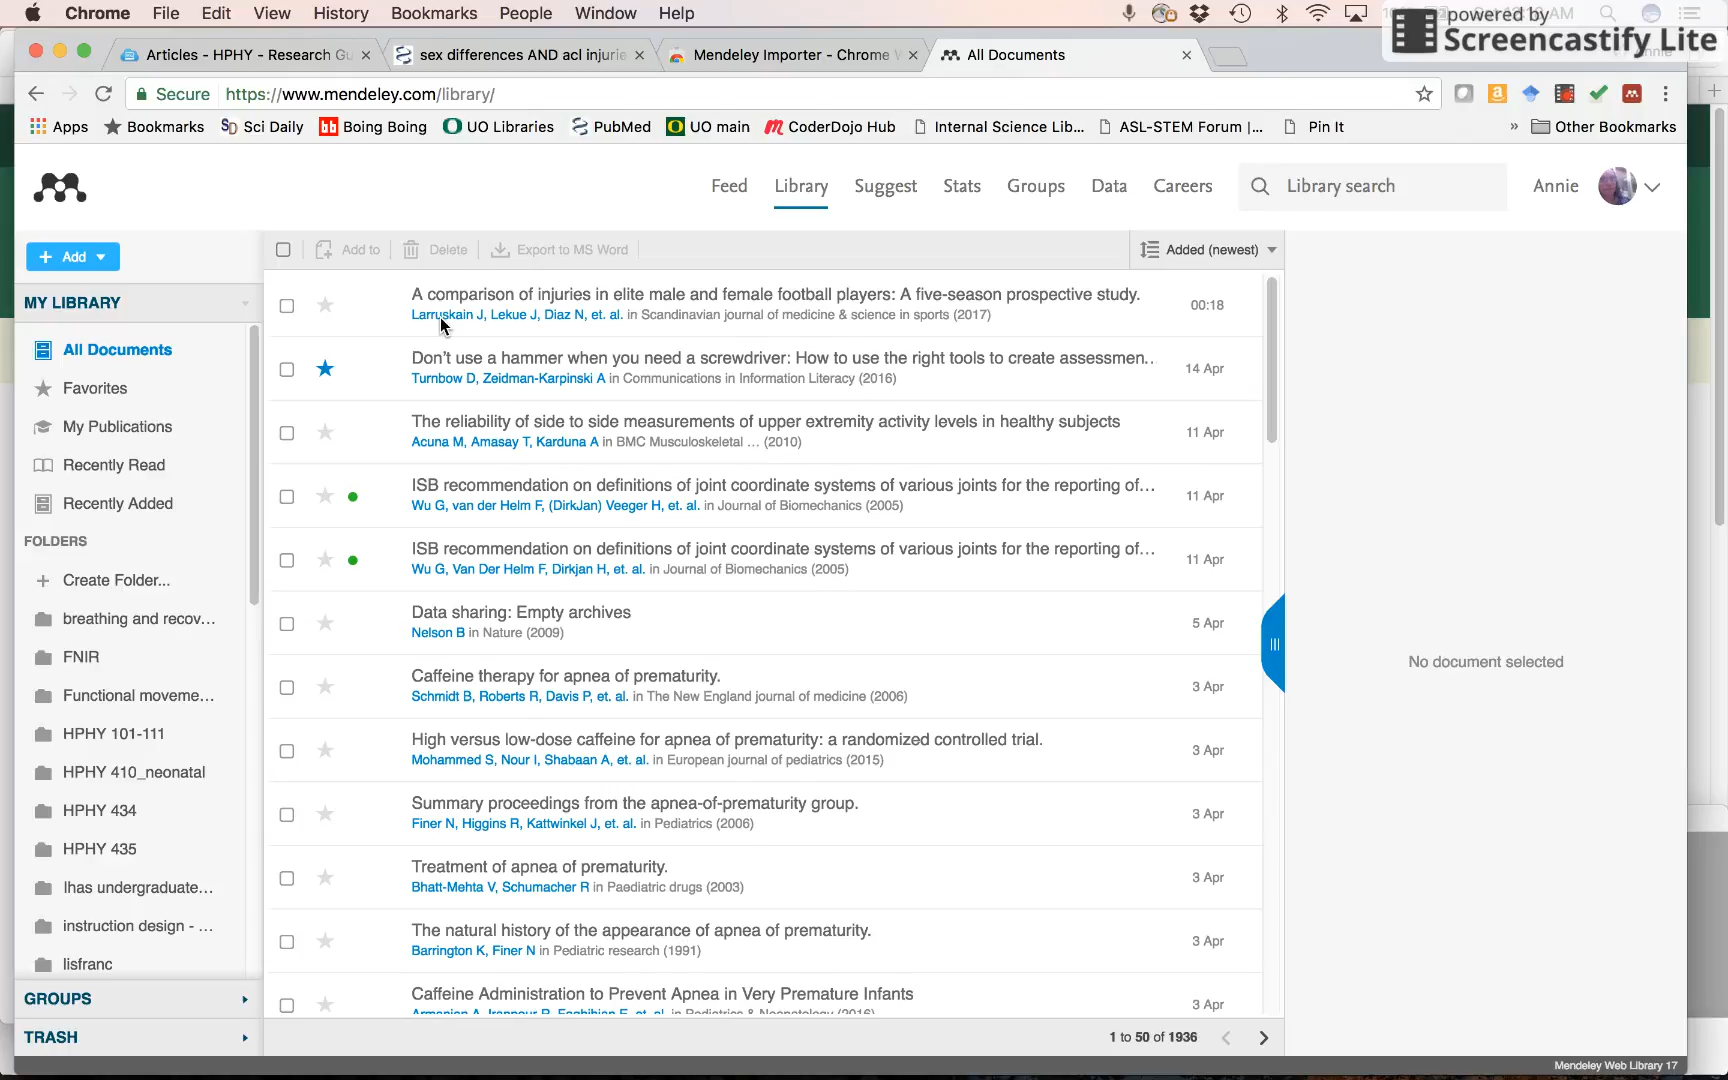 Chrome File Edit View History Bookmarks People Window Help
powered by
Screencastify Lite
Articles - HPHY - Research Gu
sex differences AND acl injurie
Mendeley Importer - Chrome W
All Documents
Secure https://www.mendeley.com/library/
Apps Bookmarks Sci Daily Boing Boing UO Libraries PubMed UO main CoderDojo Hub Internal Science Lib... ASL-STEM Forum |... Pin It » Other Bookmarks
Feed Library Suggest Stats Groups Data Careers Library search Annie
+ Add
Add to Delete Export to MS Word Added (newest)
MY LIBRARY
All Documents
Favorites
My Publications
Recently Read
Recently Added
FOLDERS
+ Create Folder...
breathing and recov...
FNIR
Functional moveme...
HPHY 101-111
HPHY 410_neonatal
HPHY 434
HPHY 435
lhas undergraduate...
instruction design - ...
lisfranc
GROUPS
TRASH
A comparison of injuries in elite male and female football players: A five-season prospective study.
Larruskain J, Lekue J, Diaz N, et. al. in Scandinavian journal of medicine & science in sports (2017)
00:18
Don't use a hammer when you need a screwdriver: How to use the right tools to create assessmen...
Turnbow D, Zeidman-Karpinski A in Communications in Information Literacy (2016)
14 Apr
The reliability of side to side measurements of upper extremity activity levels in healthy subjects
Acuna M, Amasay T, Karduna A in BMC Musculoskeletal ... (2010)
11 Apr
ISB recommendation on definitions of joint coordinate systems of various joints for the reporting of...
Wu G, van der Helm F, (DirkJan) Veeger H, et. al. in Journal of Biomechanics (2005)
11 Apr
ISB recommendation on definitions of joint coordinate systems of various joints for the reporting of...
Wu G, Van Der Helm F, Dirkjan H, et. al. in Journal of Biomechanics (2005)
11 Apr
Data sharing: Empty archives
Nelson B in Nature (2009)
5 Apr
Caffeine therapy for apnea of prematurity.
Schmidt B, Roberts R, Davis P, et. al. in The New England journal of medicine (2006)
3 Apr
High versus low-dose caffeine for apnea of prematurity: a randomized controlled trial.
Mohammed S, Nour I, Shabaan A, et. al. in European journal of pediatrics (2015)
3 Apr
Summary proceedings from the apnea-of-prematurity group.
Finer N, Higgins R, Kattwinkel J, et. al. in Pediatrics (2006)
3 Apr
Treatment of apnea of prematurity.
Bhatt-Mehta V, Schumacher R in Paediatric drugs (2003)
3 Apr
The natural history of the appearance of apnea of prematurity.
Barrington K, Finer N in Pediatric research (1991)
3 Apr
Caffeine Administration to Prevent Apnea in Very Premature Infants
3 Apr
1 to 50 of 1936
No document selected
Mendeley Web Library 17